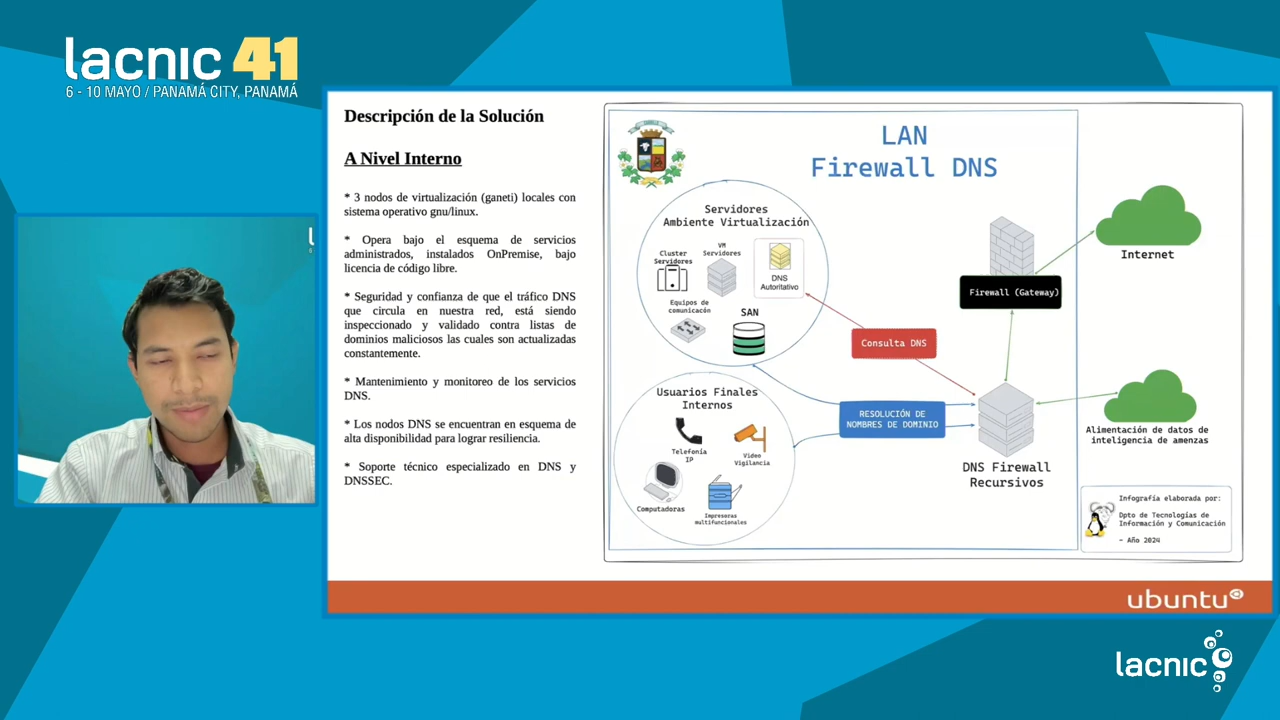 lacnic 41
6 - 10 MAYO / PANAMÁ CITY, PANAMÁ
Descripción de la Solución
A Nivel Interno
* 3 nodos de virtualización (ganeti) locales con
sistema operativo gnu/linux.
* Opera bajo el esquema de servicios
administrados, instalados OnPremise, bajo
licencia de código libre.
* Seguridad y confianza de que el tráfico DNS
que circula en nuestra red, está siendo
inspeccionado y validado contra listas de
dominios maliciosos las cuales son actualizadas
constantemente.
* Mantenimiento y monitoreo de los servicios
DNS.
* Los nodos DNS se encuentran en esquema de
alta disponibilidad para lograr resiliencia.
* Soporte técnico especializado en DNS y
DNSSEC.
LAN
Firewall DNS
Servidores
Ambiente Virtualización
Cluster
Servidores
VM
Servidores
DNS
Autoritativo
Equipos de
comunicacón
SAN
Consulta DNS
Firewall (Gateway)
Internet
Usuarios Finales
Internos
Telefonía
IP
Video
Vigilancia
Computadoras
Impresoras
multifuncionales
RESOLUCIÓN DE
NOMBRES DE DOMINIO
DNS Firewall
Recursivos
Alimentación de datos de
inteligencia de amenzas
Infografía elaborada por:
Dpto de Tecnologías de
Información y Comunicación
- Año 2024
ubuntu
lacnic